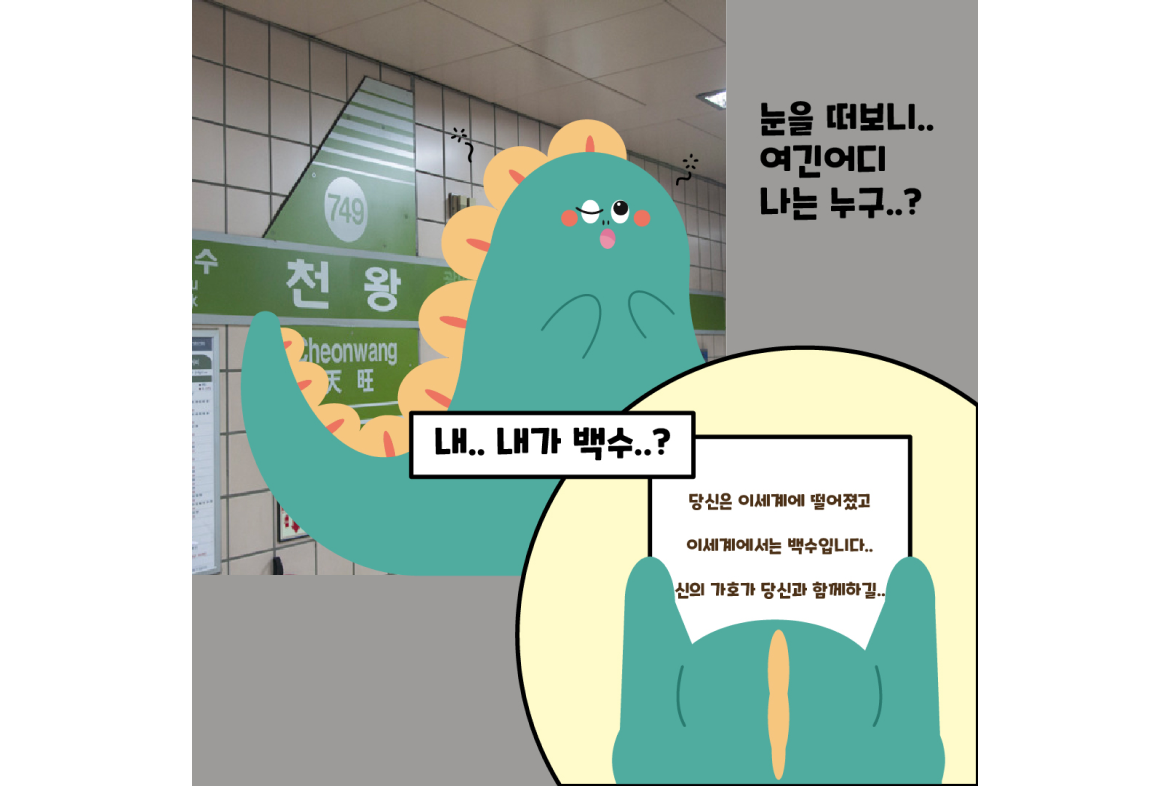 눈을 떠보니..
여긴어디
나는 누구..?
749
수
천 왕
Cheonwang
天 旺
내.. 내가 백수..?
당신은 이세계에 떨어졌고
이세계에서는 백수입니다..
신의 가호가 당신과 함께하길..